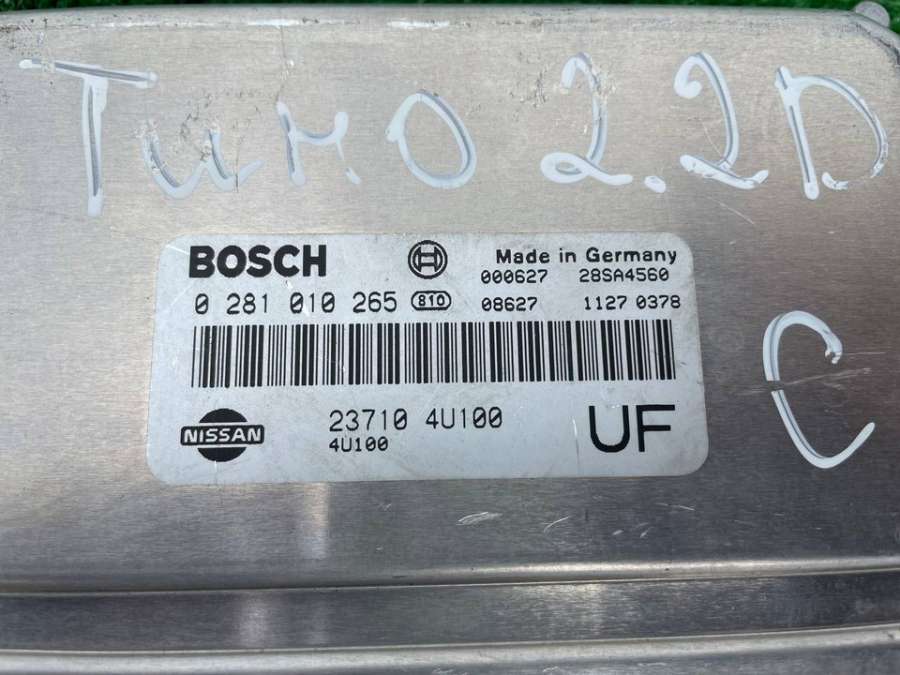 Тино 2.2D
BOSCH
Made in Germany
000627 28SA4560
0 281 010 265 810
08627 1127 0378
NISSAN
23710 4U100
4U100
UF
C